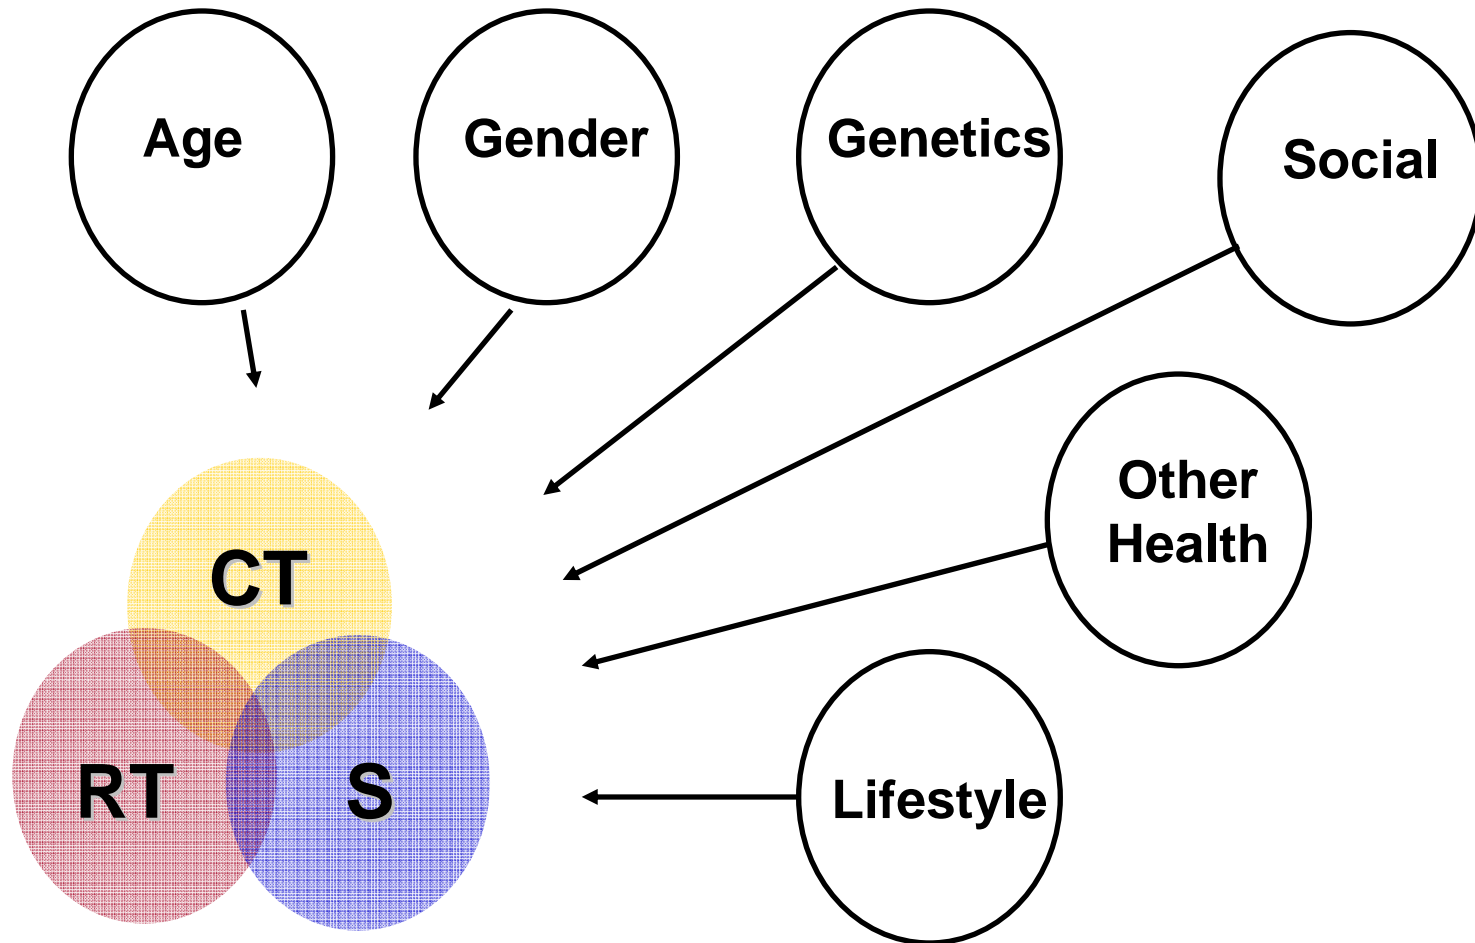 Age
Gender
Genetics
Social
Other
Health
CT
RT
S
Lifestyle